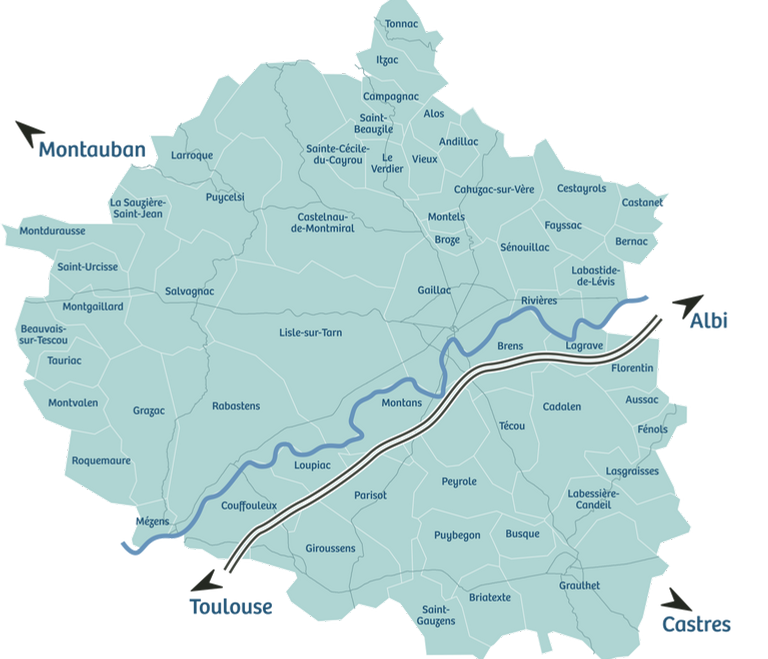 Tonnac
Itzac
Campagnac
Alos
Saint-
Beauzile
Andillac
Montauban
Larroque
Sainte-Cécile-
du-Cayrou
Le
Verdier
Vieux
Cahuzac-sur-Vère
Cestayrols
Castanet
La Sauzière-
Saint-Jean
Puycelsi
Castelnau-
de-Montmiral
Montels
Fayssac
Montdurausse
Broze
Sénouillac
Bernac
Saint-Urcisse
Labastide-
de-Lévis
Salvagnac
Gaillac
Rivières
Montgaillard
Albi
Beauvais-
sur-Tescou
Lisle-sur-Tarn
Brens
Lagrave
Tauriac
Florentin
Montvalen
Grazac
Rabastens
Montans
Cadalen
Aussac
Técou
Fénols
Roquemaure
Loupiac
Lasgraisses
Peyrole
Parisot
Labessière-
Candeil
Couffouleux
Mézens
Giroussens
Puybegon
Busque
Graulhet
Toulouse
Briatexte
Saint-
Gauzens
Castres